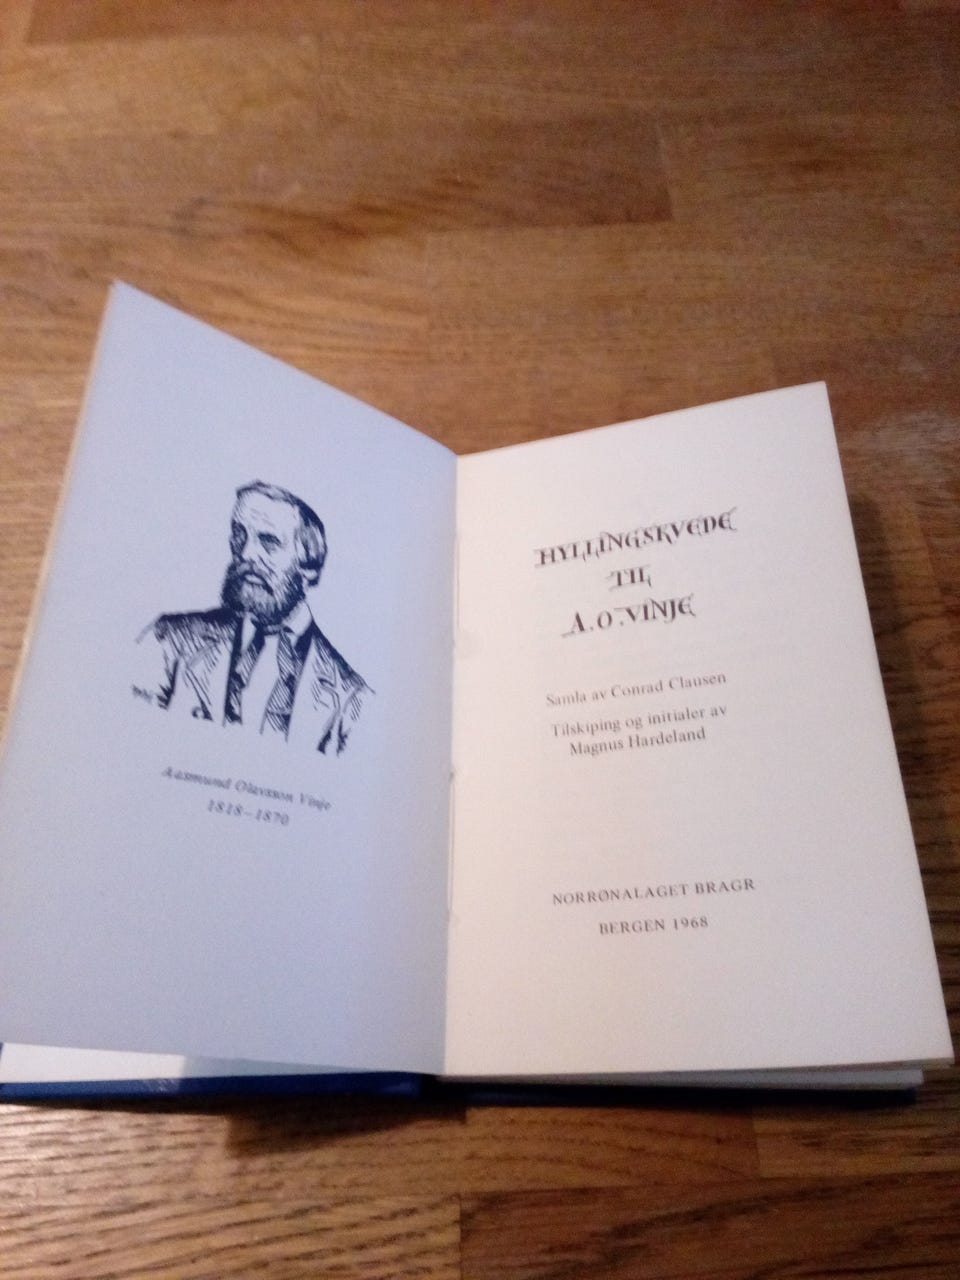 Aasmund Olavsson Vinje
1818–1870
HYLLINGSKVEDE
TIL
A.O.VINJE
Samla av Conrad Clausen
Tilskiping og initialer av
Magnus Hardeland
NORRØNALAGET BRAGR
BERGEN 1968